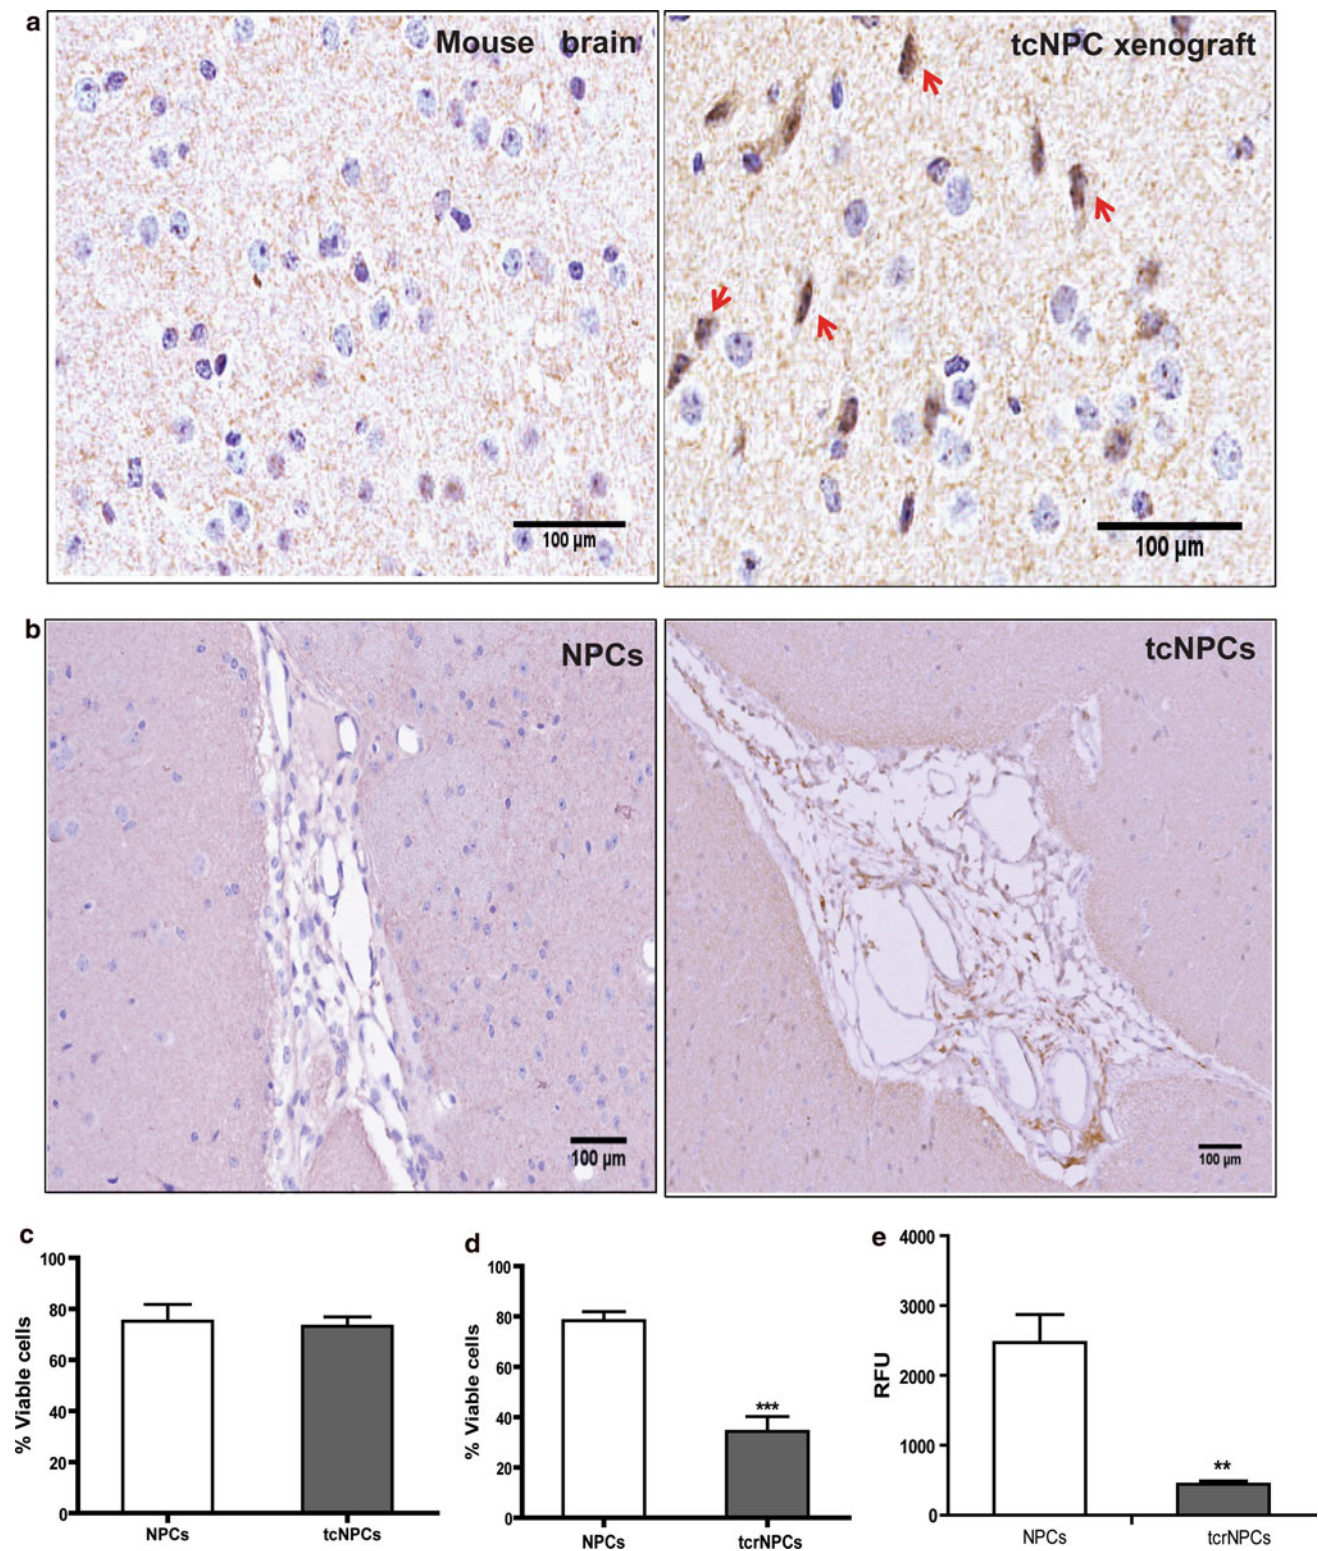 a
Mouse brain
100 µm
tcNPC xenograft
100 µm
b
NPCs
100 µm
tcNPCs
100 µm
c
% Viable cells
100
80
60
40
20
0
NPCs
tcNPCs
d
% Viable cells
100
80
60
40
20
0
***
NPCs
tcrNPCs
e
RFU
4000
3000
2000
1000
0
**
NPCs
tcrNPCs